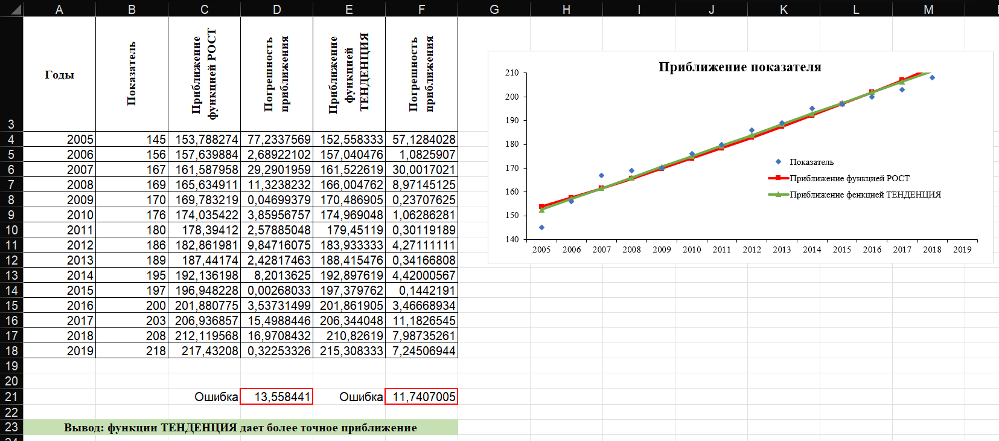 A B C D E F G H I J K L M
3 Годы Показатель Приближение функцией РОСТ Погрешность приближения Приближение функцией ТЕНДЕНЦИЯ Погрешность приближения
4 2005 145 153,788274 77,2337569 152,558333 57,1284028
5 2006 156 157,639884 2,68922102 157,040476 1,0825907
6 2007 167 161,587958 29,2901959 161,522619 30,0017021
7 2008 169 165,634911 11,3238232 166,004762 8,97145125
8 2009 170 169,783219 0,04699379 170,486905 0,23707625
9 2010 176 174,035422 3,85956757 174,969048 1,06286281
10 2011 180 178,39412 2,57885048 179,45119 0,30119189
11 2012 186 182,861981 9,84716075 183,933333 4,27111111
12 2013 189 187,44174 2,42817463 188,415476 0,34166808
13 2014 195 192,136198 8,2013625 192,897619 4,42000567
14 2015 197 196,948228 0,00268033 197,379762 0,1442191
15 2016 200 201,880775 3,53731499 201,861905 3,46668934
16 2017 203 206,936857 15,4988446 206,344048 11,1826545
17 2018 208 212,119568 16,9708432 210,82619 7,98735261
18 2019 218 217,43208 0,32253326 215,308333 7,24506944
19
20
21 Ошибка 13,558441 Ошибка 11,7407005
22
23 Вывод: функции ТЕНДЕНЦИЯ дает более точное приближение
Приближение показателя
210
200
190
180
170
160
150
140
2005 2006 2007 2008 2009 2010 2011 2012 2013 2014 2015 2016 2017 2018 2019
Показатель
Приближение функцией РОСТ
Приближение фенкцией ТЕНДЕНЦИЯ